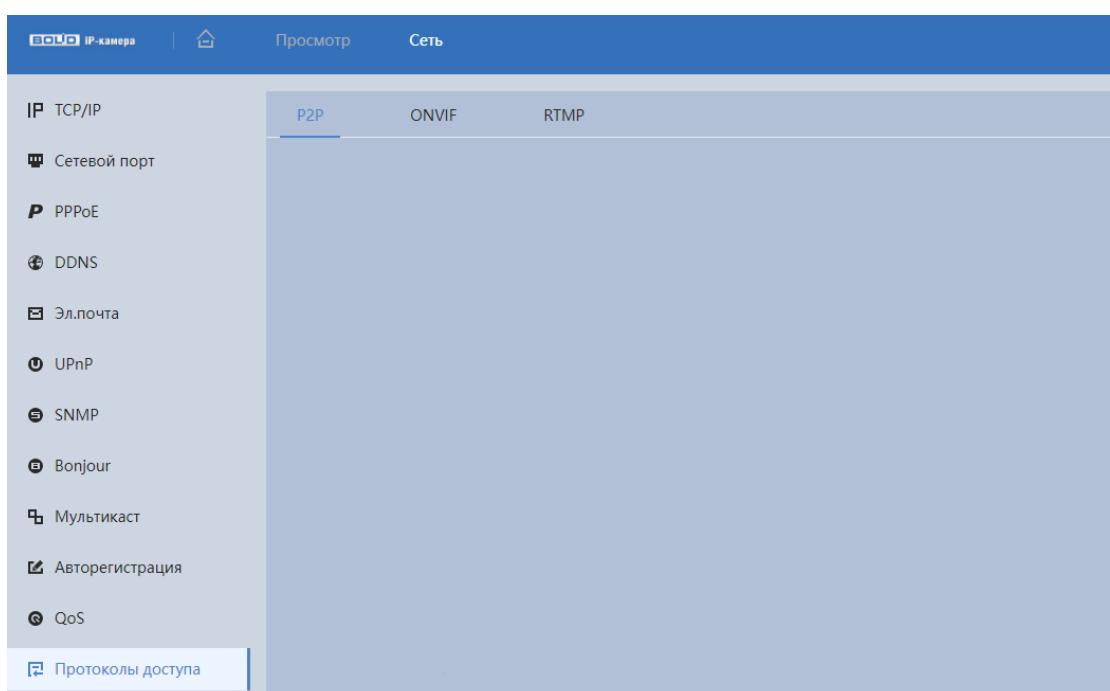 BOLID IP-камера Просмотр Сеть
TCP/IP
P2P ONVIF RTMP
Сетевой порт
PPPoE
DDNS
Эл.почта
UPnP
SNMP
Bonjour
Мультикаст
Авторегистрация
QoS
Протоколы доступа